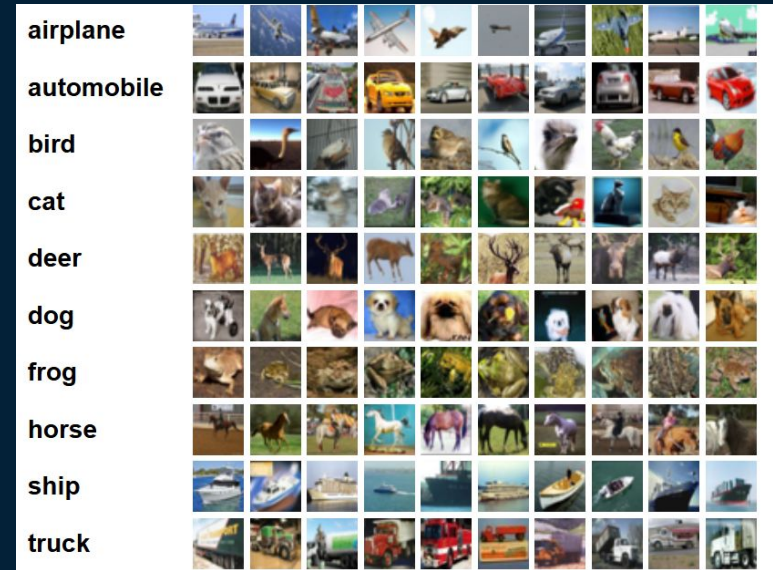 airplane
automobile
bird
cat
deer
dog
frog
horse
ship
truck